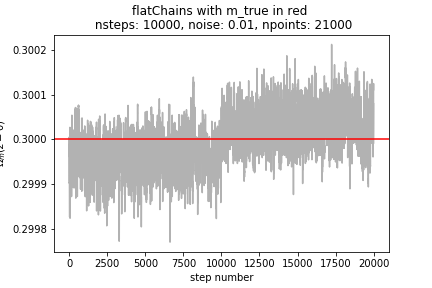 flatChains with m_true in red
nsteps: 10000, noise: 0.01, npoints: 21000
0.3002
0.3001
0.3000
0.2999
0.2998
0 2500 5000 7500 10000 12500 15000 17500 20000
step number